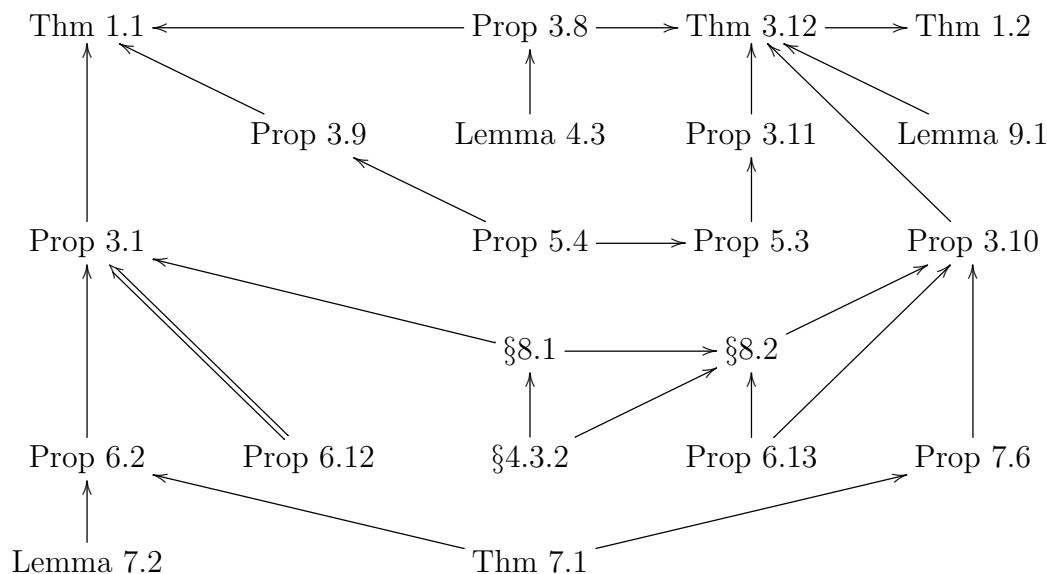 Thm 1.1 Prop 3.8 Thm 3.12 Thm 1.2
Prop 3.9 Lemma 4.3 Prop 3.11 Lemma 9.1
Prop 3.1 Prop 5.4 Prop 5.3 Prop 3.10
§8.1 §8.2
Prop 6.2 Prop 6.12 §4.3.2 Prop 6.13 Prop 7.6
Lemma 7.2 Thm 7.1